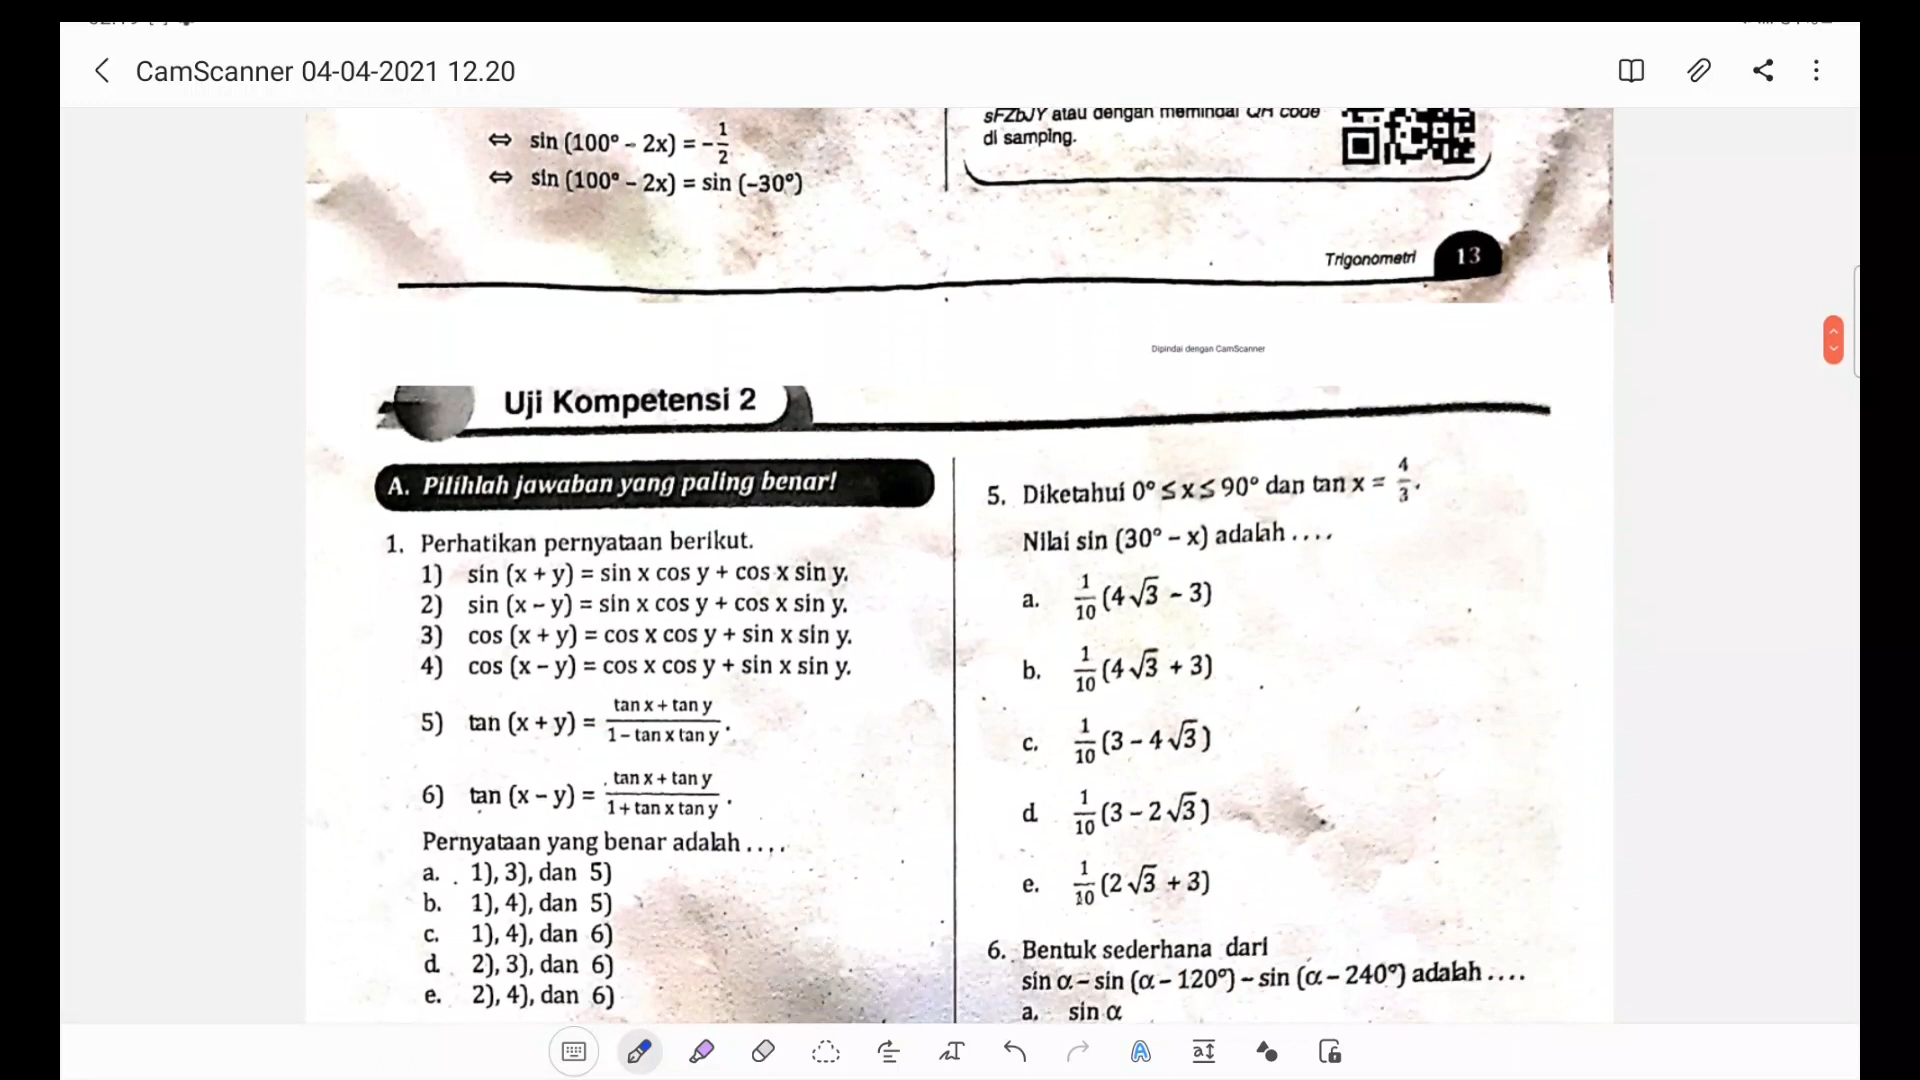 CamScanner 04-04-2021 12.20
⇔ sin (100° - 2x) = -1/2
⇔ sin (100° - 2x) = sin (-30°)
sFZbJY atau dengan memindai QR code
di samping.
Trigonometri 13
Dipindai dengan CamScanner
Uji Kompetensi 2
A. Pilihlah jawaban yang paling benar!
1. Perhatikan pernyataan berikut.
1) sin (x + y) = sin x cos y + cos x sin y.
2) sin (x - y) = sin x cos y + cos x sin y.
3) cos (x + y) = cos x cos y + sin x sin y.
4) cos (x - y) = cos x cos y + sin x sin y.
5) tan (x + y) = (tan x + tan y)/(1 - tan x tan y).
6) tan (x - y) = (tan x + tan y)/(1 + tan x tan y).
Pernyataan yang benar adalah ....
a. 1), 3), dan 5)
b. 1), 4), dan 5)
c. 1), 4), dan 6)
d. 2), 3), dan 6)
e. 2), 4), dan 6)
5. Diketahui 0° ≤ x ≤ 90° dan tan x = 4/3.
Nilai sin (30° - x) adalah ....
a. 1/10 (4√3 - 3)
b. 1/10 (4√3 + 3)
c. 1/10 (3 - 4√3)
d 1/10 (3 - 2√3)
e. 1/10 (2√3 + 3)
6. Bentuk sederhana dari
sin α - sin (α - 120°) - sin (α - 240°) adalah ....
a. sin α